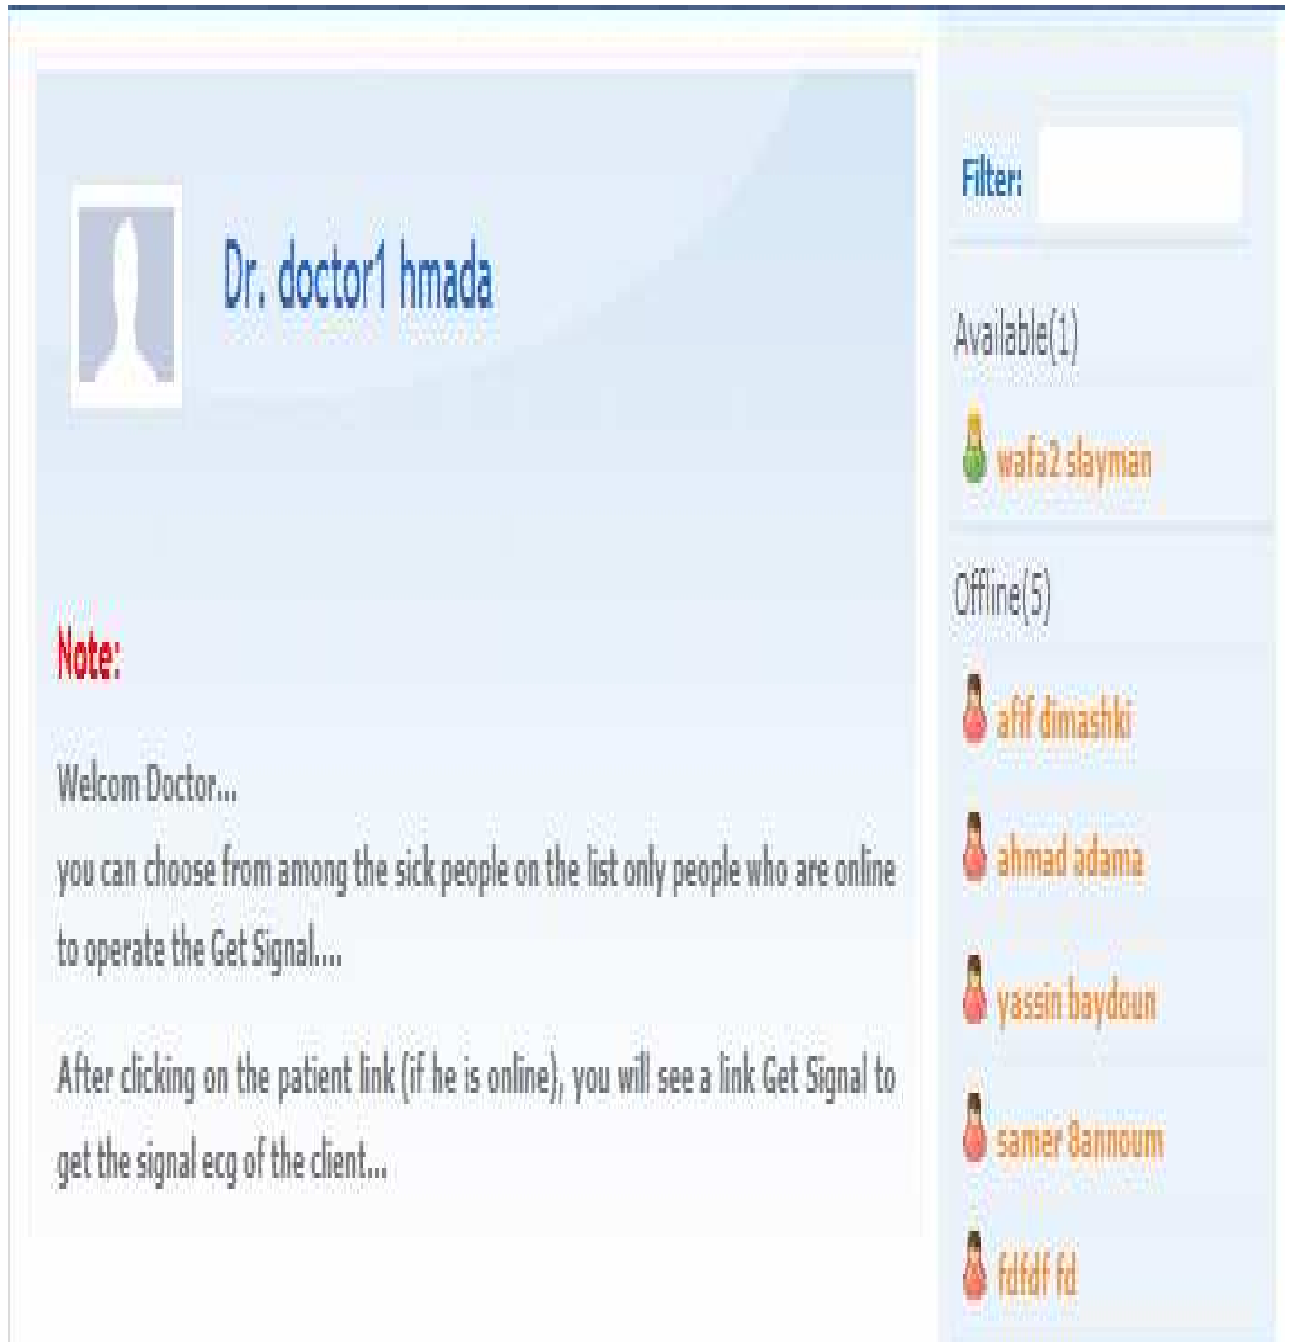 Dr. doctor1 hmada
Note:
Welcom Doctor...
you can choose from among the sick people on the list only people who are online
to operate the Get Signal....
After clicking on the patient link (if he is online), you will see a link Get Signal to
get the signal ecg of the client...
Filter:
Available(1)
wafa2 slayman
Offline(5)
afif dimashki
ahmad adama
yassin baydoun
samer 8annoum
fdfdf fd